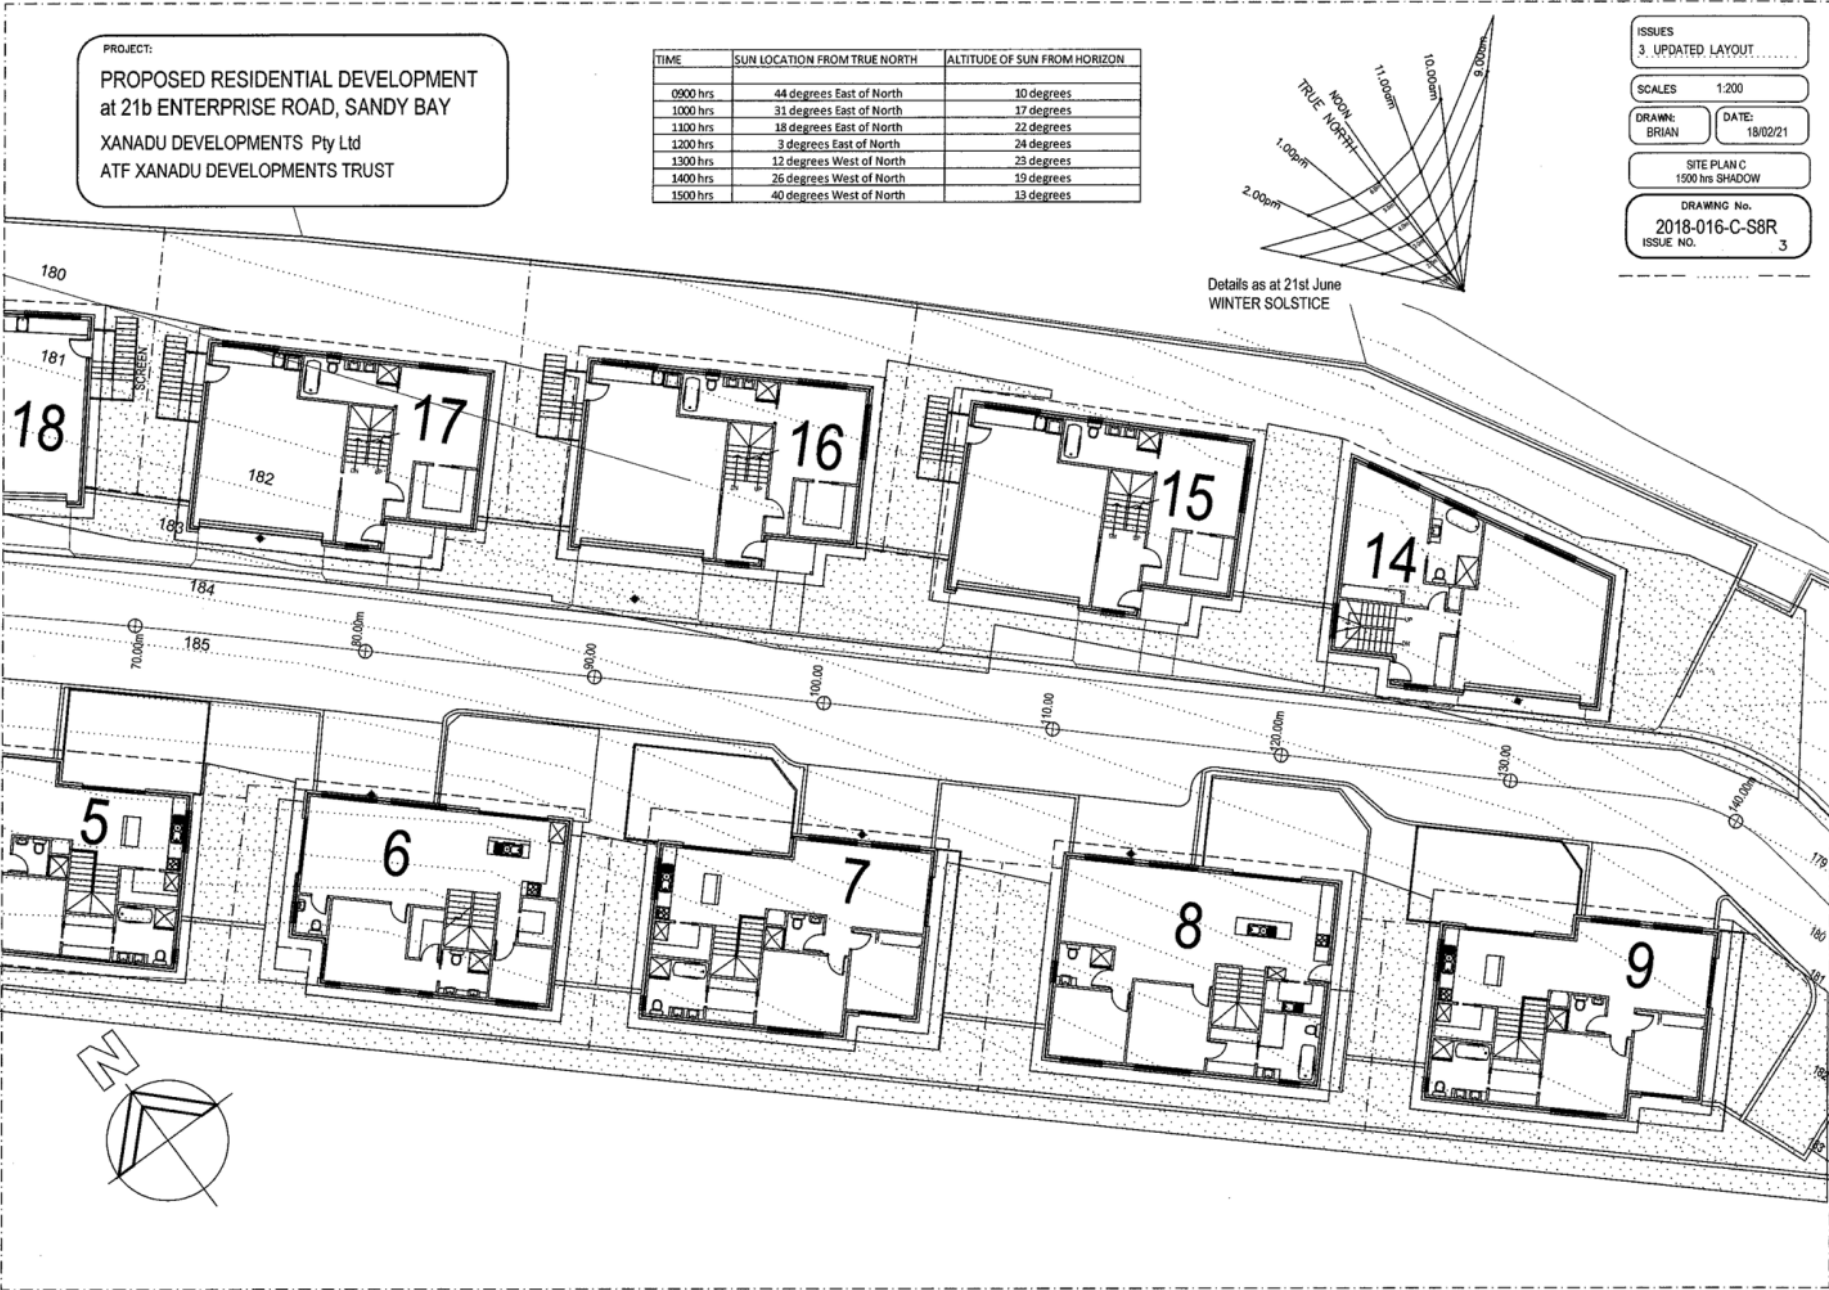 PROJECT:
PROPOSED RESIDENTIAL DEVELOPMENT
at 21b ENTERPRISE ROAD, SANDY BAY
XANADU DEVELOPMENTS Pty Ltd
ATF XANADU DEVELOPMENTS TRUST
TIME SUN LOCATION FROM TRUE NORTH ALTITUDE OF SUN FROM HORIZON
0900 hrs 44 degrees East of North 10 degrees
1000 hrs 31 degrees East of North 17 degrees
1100 hrs 18 degrees East of North 22 degrees
1200 hrs 3 degrees East of North 24 degrees
1300 hrs 12 degrees West of North 23 degrees
1400 hrs 26 degrees West of North 19 degrees
1500 hrs 40 degrees West of North 13 degrees
9.00am
10.00am
11.00am
NOON
TRUE NORTH
1.00pm
2.00pm
Details as at 21st June
WINTER SOLSTICE
ISSUES
3 UPDATED LAYOUT
SCALES 1:200
DRAWN:
BRIAN
DATE:
18/02/21
SITE PLAN C
1500 hrs SHADOW
DRAWING No.
2018-016-C-S8R
ISSUE NO. 3
180
181
SCREEN
18
17
16
15
14
182
183
184
185
70.00m
80.00m
90.00
100.00
110.00
120.00m
130.00
140.00m
5
6
7
8
9
179
180
181
182
N